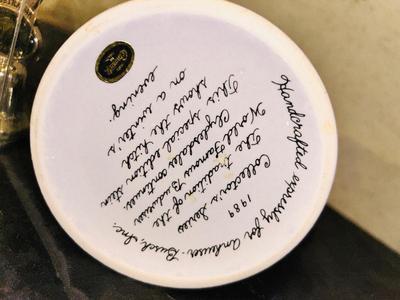 Handcrafted expressly for Anheuser-Busch, Inc.
1989
Collector's Series
The tradition of the
World Famous Budweiser
Clydesdales continues.
This special edition stein
shows the hitch
on a winter's
evening.